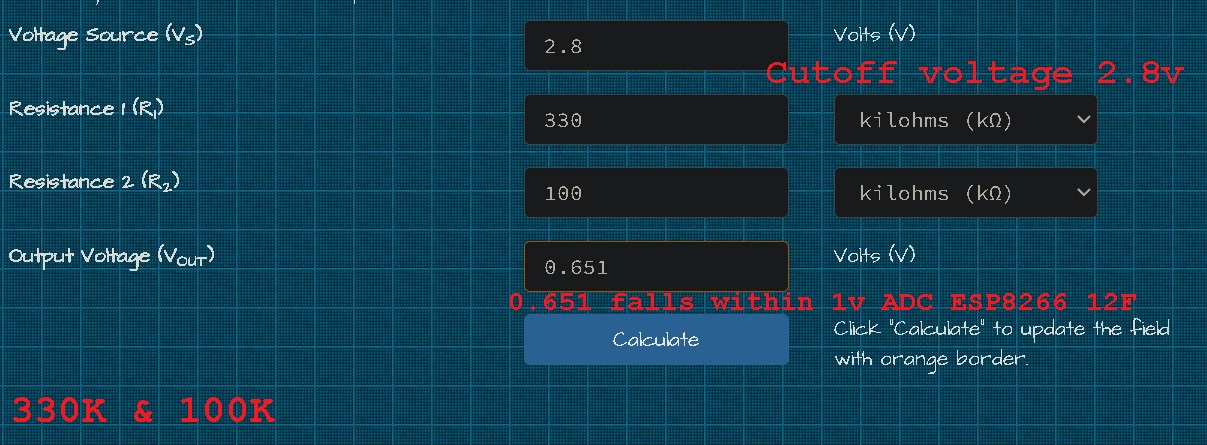 Voltage Source (VS)
2.8
Volts (V)
Cutoff voltage 2.8v
Resistance 1 (R1)
330
kilohms (kΩ)
Resistance 2 (R2)
100
kilohms (kΩ)
Output Voltage (VOUT)
0.651
Volts (V)
0.651 falls within 1v ADC ESP8266 12F
Calculate
Click "Calculate" to update the field
with orange border.
330K & 100K